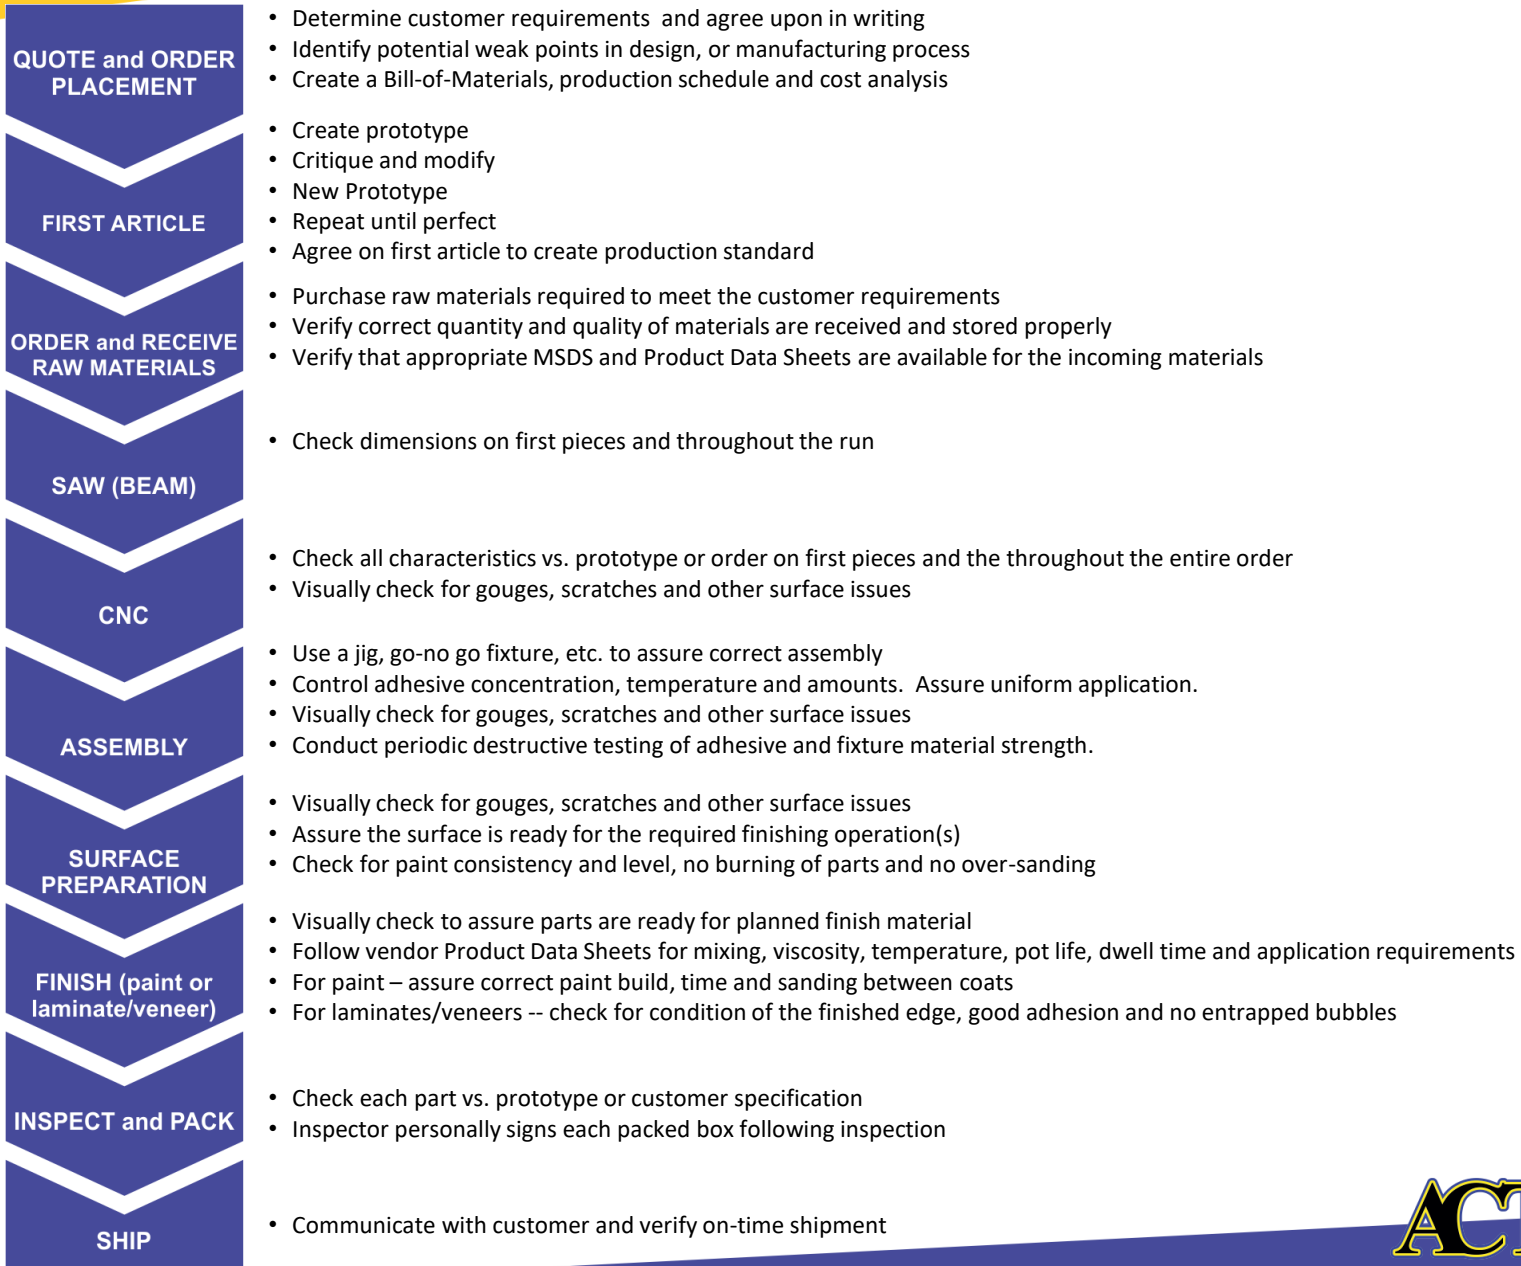 QUOTE and ORDER
PLACEMENT
• Determine customer requirements  and agree upon in writing
• Identify potential weak points in design, or manufacturing process
• Create a Bill-of-Materials, production schedule and cost analysis
FIRST ARTICLE
• Create prototype
• Critique and modify
• New Prototype
• Repeat until perfect
• Agree on first article to create production standard
ORDER and RECEIVE
RAW MATERIALS
• Purchase raw materials required to meet the customer requirements
• Verify correct quantity and quality of materials are received and stored properly
• Verify that appropriate MSDS and Product Data Sheets are available for the incoming materials
SAW (BEAM)
• Check dimensions on first pieces and throughout the run
CNC
• Check all characteristics vs. prototype or order on first pieces and the throughout the entire order
• Visually check for gouges, scratches and other surface issues
ASSEMBLY
• Use a jig, go-no go fixture, etc. to assure correct assembly
• Control adhesive concentration, temperature and amounts.  Assure uniform application.
• Visually check for gouges, scratches and other surface issues
• Conduct periodic destructive testing of adhesive and fixture material strength.
SURFACE
PREPARATION
• Visually check for gouges, scratches and other surface issues
• Assure the surface is ready for the required finishing operation(s)
• Check for paint consistency and level, no burning of parts and no over-sanding
FINISH (paint or
laminate/veneer)
• Visually check to assure parts are ready for planned finish material
• Follow vendor Product Data Sheets for mixing, viscosity, temperature, pot life, dwell time and application requirements
• For paint – assure correct paint build, time and sanding between coats
• For laminates/veneers -- check for condition of the finished edge, good adhesion and no entrapped bubbles
INSPECT and PACK
• Check each part vs. prototype or customer specification
• Inspector personally signs each packed box following inspection
SHIP
• Communicate with customer and verify on-time shipment